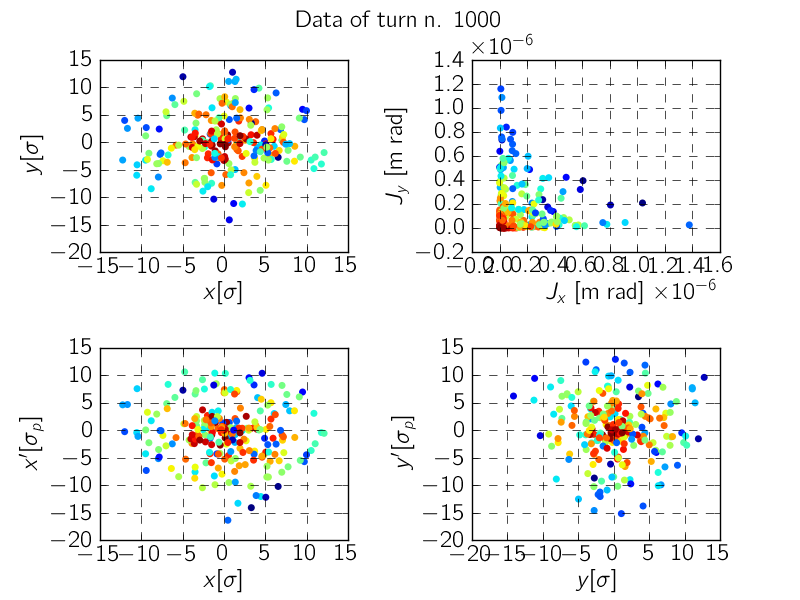 Data of turn n. 1000
15
10
5
0
−5
−10
−15
−20
y[σ]
−15 −10 −5 0 5 10 15
x[σ]
×10⁻⁶
1.4
1.2
1.0
0.8
0.6
0.4
0.2
0.0
−0.2
J_y [m rad]
−0.2 0.0 0.2 0.4 0.6 0.8 1.0 1.2 1.4 1.6
J_x [m rad] ×10⁻⁶
15
10
5
0
−5
−10
−15
−20
x′[σ_p]
−15 −10 −5 0 5 10 15
x[σ]
15
10
5
0
−5
−10
−15
−20
y′[σ_p]
−20 −15 −10 −5 0 5 10 15
y[σ]